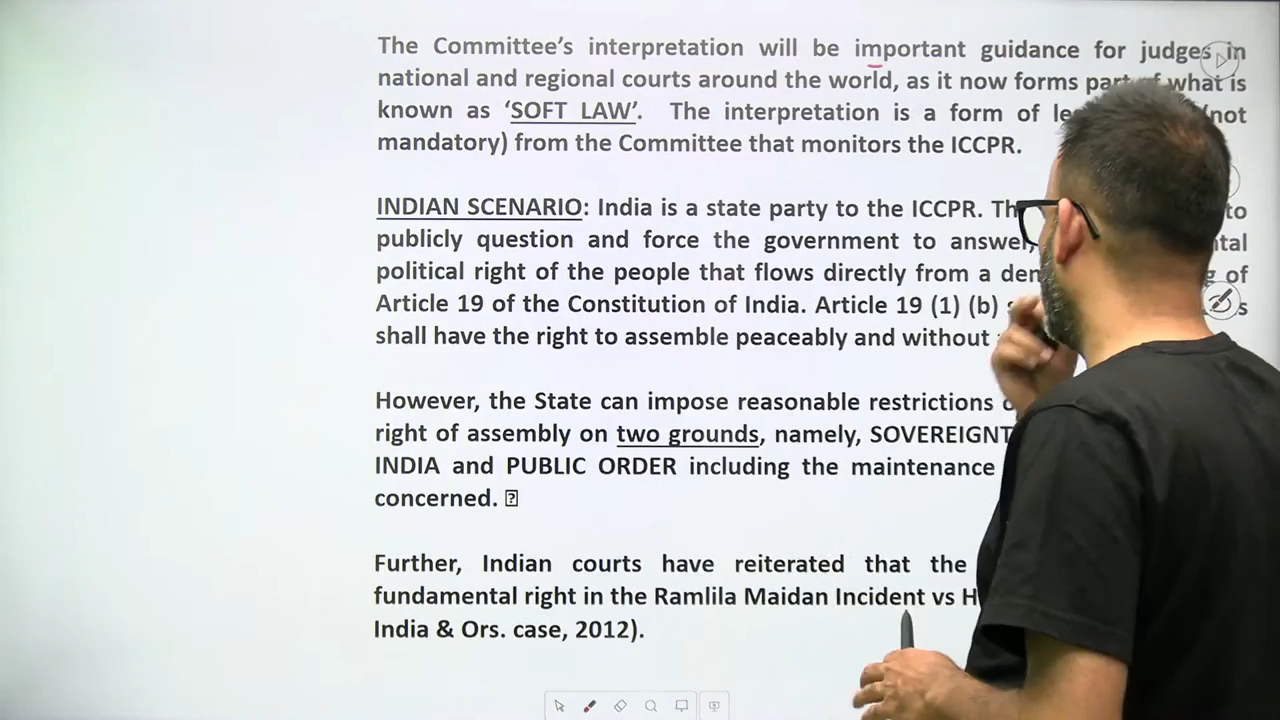 The Committee’s interpretation will be important guidance for judges in
national and regional courts around the world, as it now forms part of what is
known as ‘SOFT LAW’. The interpretation is a form of (not
mandatory) from the Committee that monitors the ICCPR.
INDIAN SCENARIO: India is a state party to the ICCPR. to
publicly question and force the government to answer,
political right of the people that flows directly from a of
Article 19 of the Constitution of India. Article 19 (1) (b)
shall have the right to assemble peaceably and without
However, the State can impose reasonable restrictions
right of assembly on two grounds, namely,
INDIA and PUBLIC ORDER including the maintenance
concerned.
Further, Indian courts have reiterated that the
fundamental right in the Ramlila Maidan Incident vs
India & Ors. case, 2012).